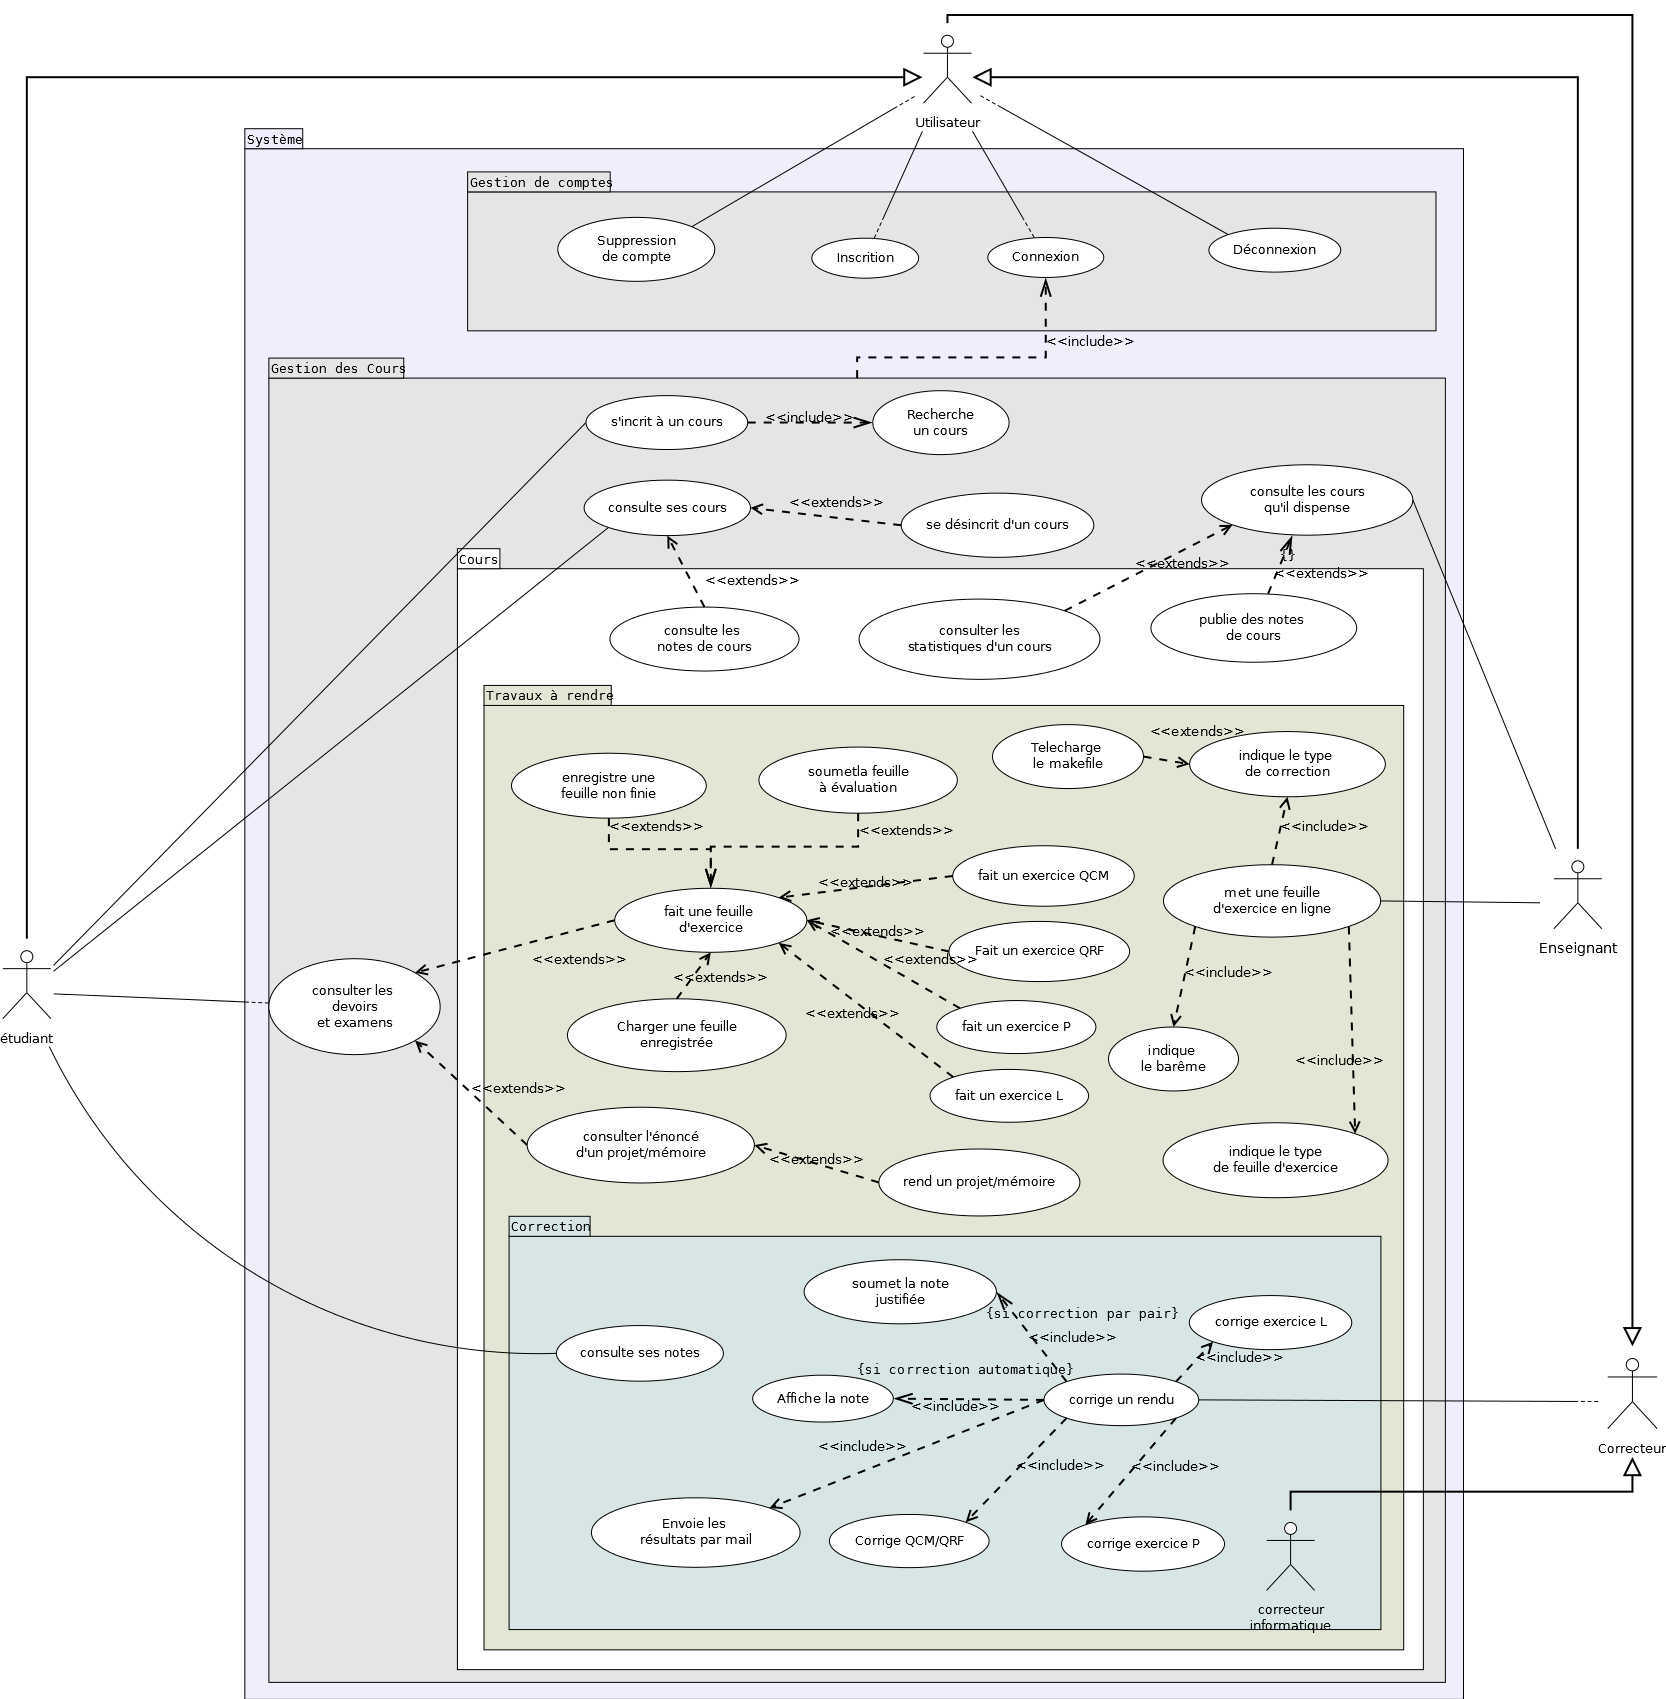 Utilisateur
Système
Gestion de comptes
Suppression
de compte
Inscrition
Connexion
Déconnexion
<<include>>
Gestion des Cours
s'incrit à un cours
<<include>>
Recherche
un cours
consulte ses cours
<<extends>>
se désincrit d'un cours
consulte les cours
qu'il dispense
Cours
<<extends>>
<<extends>>
{}
<<extends>>
consulte les
notes de cours
consulter les
statistiques d'un cours
publie des notes
de cours
Travaux à rendre
enregistre une
feuille non finie
soumetla feuille
à évaluation
Telecharge
le makefile
<<extends>>
indique le type
de correction
<<extends>>
<<extends>>
<<include>>
fait une feuille
d'exercice
<<extends>>
fait un exercice QCM
met une feuille
d'exercice en ligne
<<extends>>
Fait un exercice QRF
<<extends>>
Enseignant
<<extends>>
<<extends>>
<<include>>
étudiant
consulter les
devoirs
et examens
Charger une feuille
enregistrée
<<extends>>
fait un exercice P
indique
le barême
<<include>>
<<extends>>
fait un exercice L
consulter l'énoncé
d'un projet/mémoire
<<extends>>
rend un projet/mémoire
indique le type
de feuille d'exercice
Correction
soumet la note
justifiée
{si correction par pair}
<<include>>
corrige exercice L
<<include>>
consulte ses notes
{si correction automatique}
Affiche la note
<<include>>
corrige un rendu
Correcteur
<<include>>
<<include>>
<<include>>
Envoie les
résultats par mail
Corrige QCM/QRF
corrige exercice P
correcteur
informatique